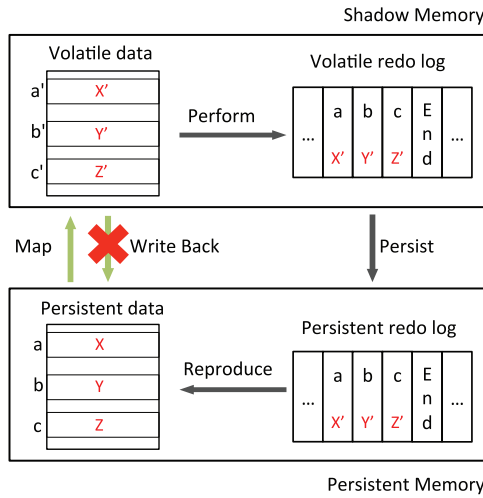 Shadow Memory
Volatile data
a' X'
b' Y'
c' Z'
Perform
Volatile redo log
... a b c E n d ...
X' Y' Z'
Map
Write Back
Persist
Persistent data
a X
b Y
c Z
Reproduce
Persistent redo log
... a b c E n d ...
X' Y' Z'
Persistent Memory